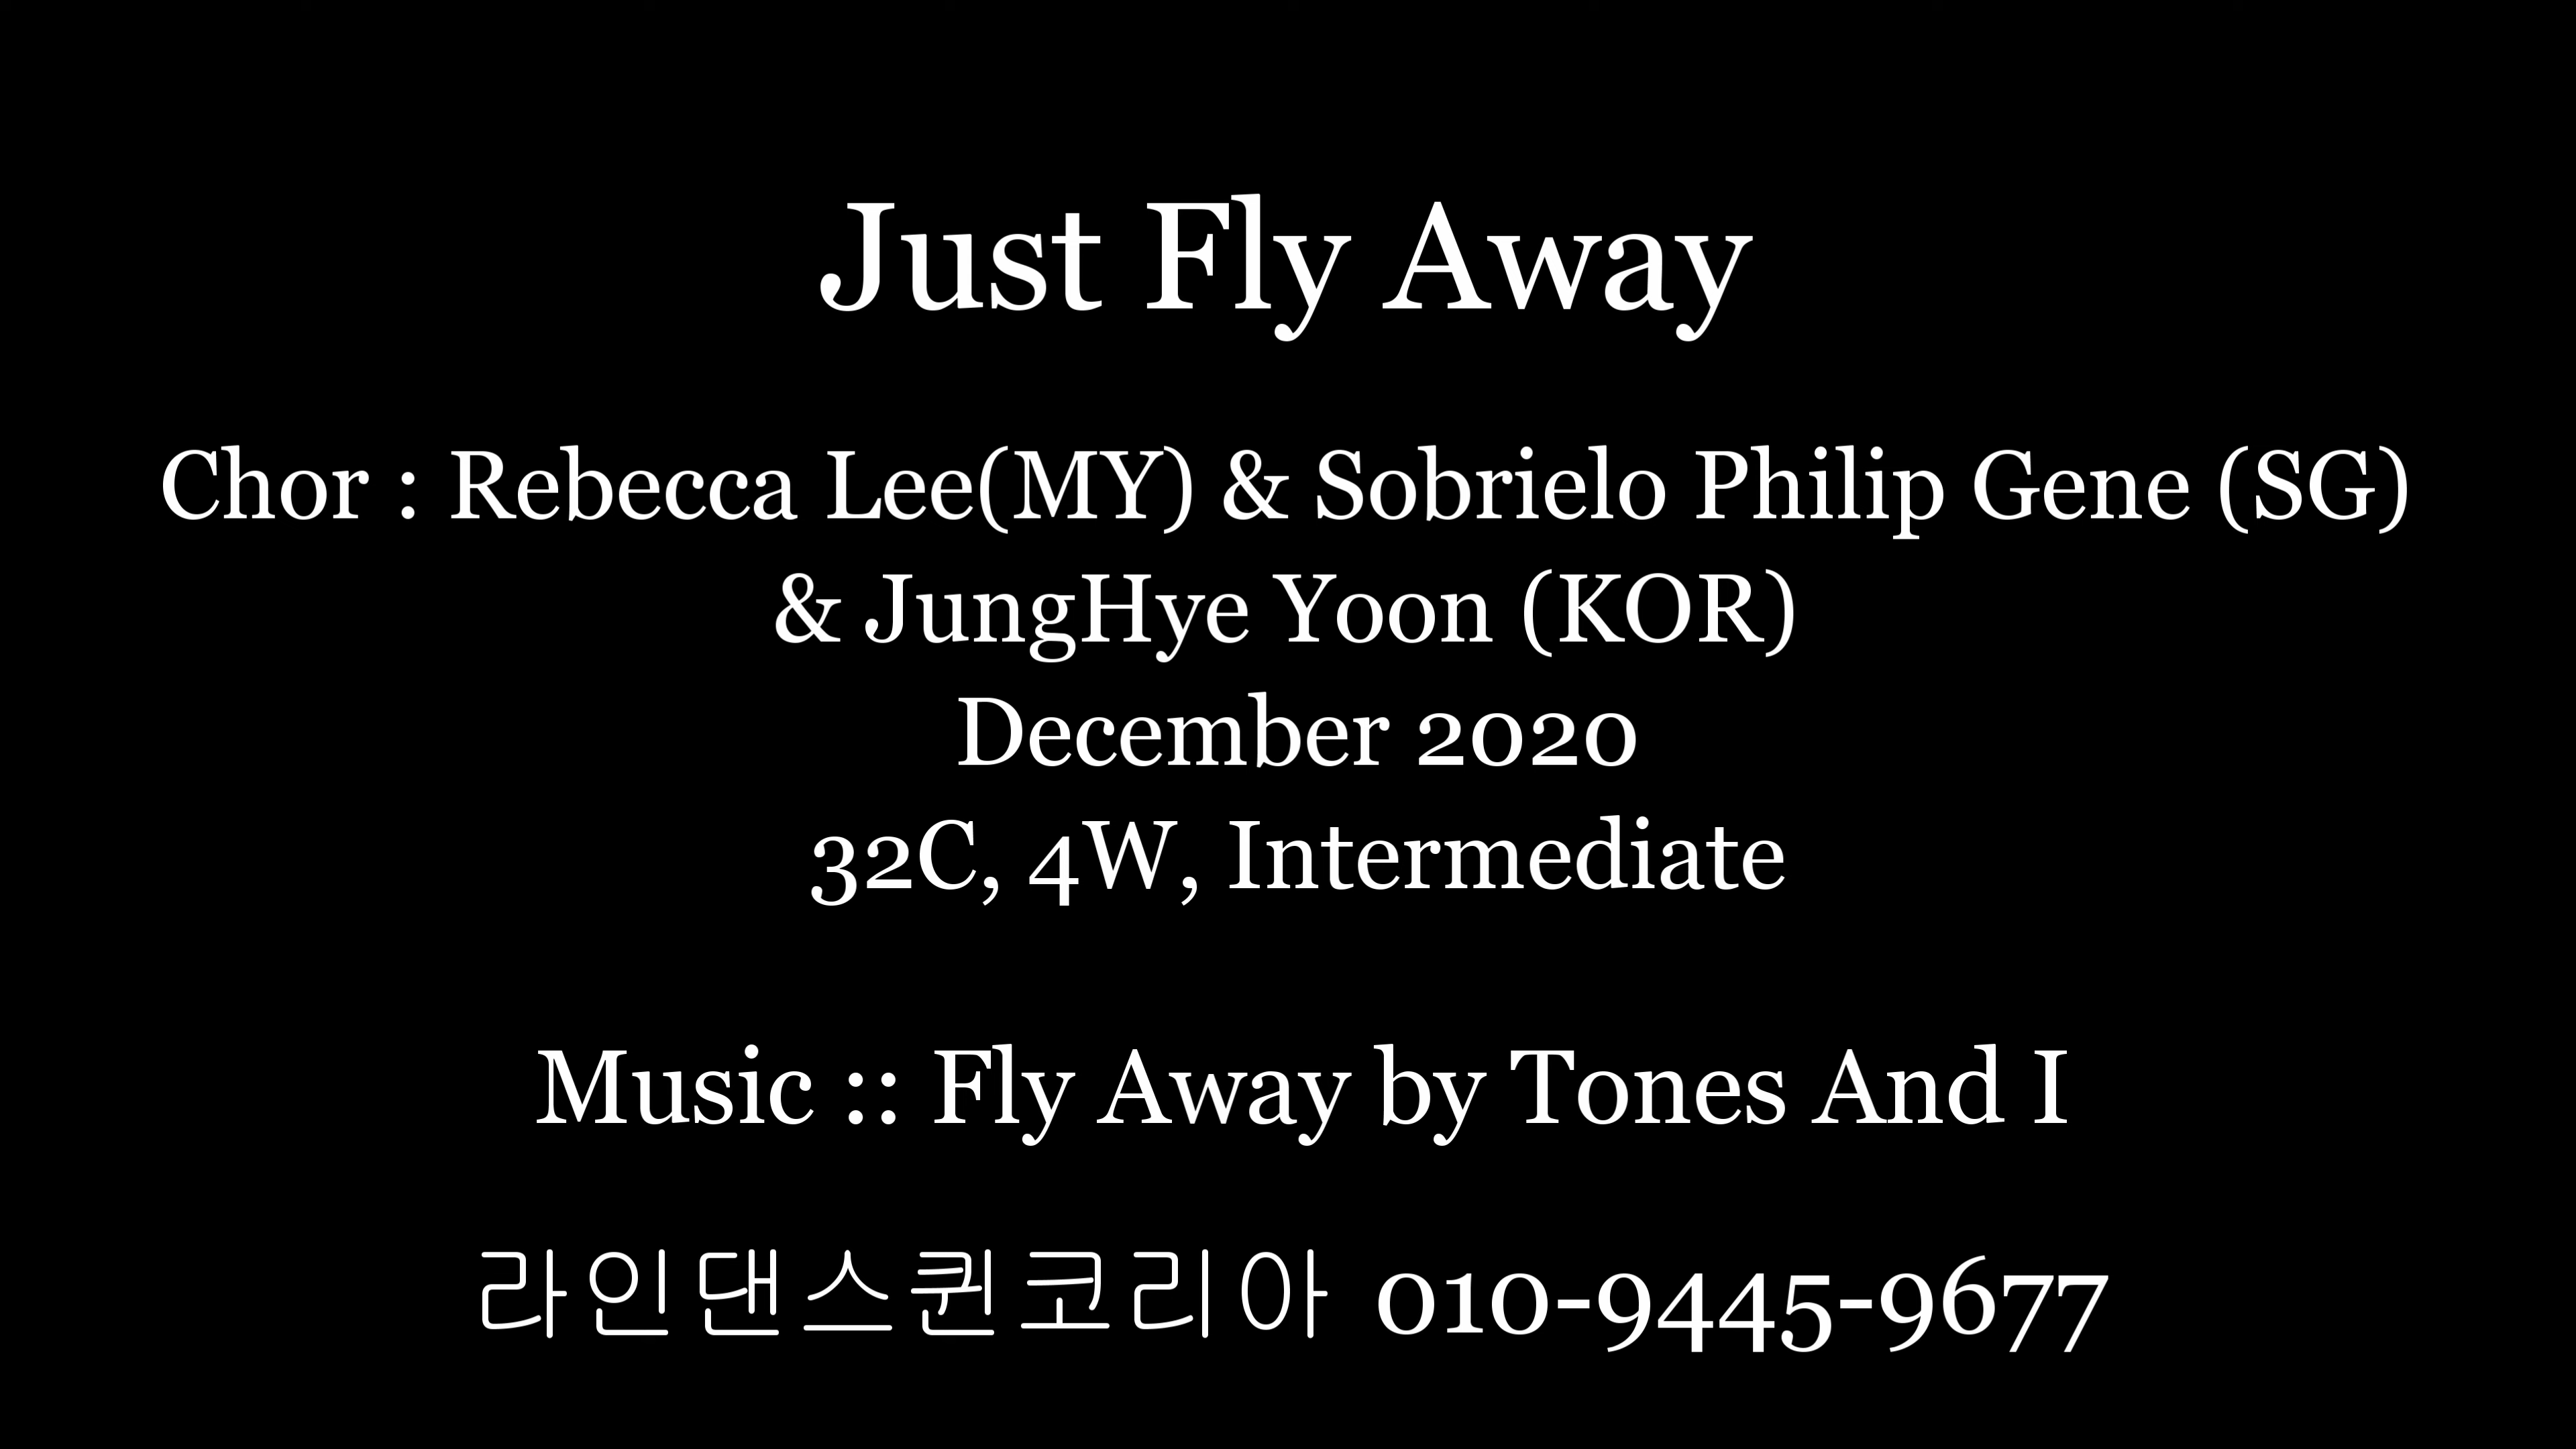 Just Fly Away
Chor : Rebecca Lee(MY) & Sobrielo Philip Gene (SG)
& JungHye Yoon (KOR)
December 2020
32C, 4W, Intermediate
Music :: Fly Away by Tones And I
라인댄스퀸코리아 010-9445-9677